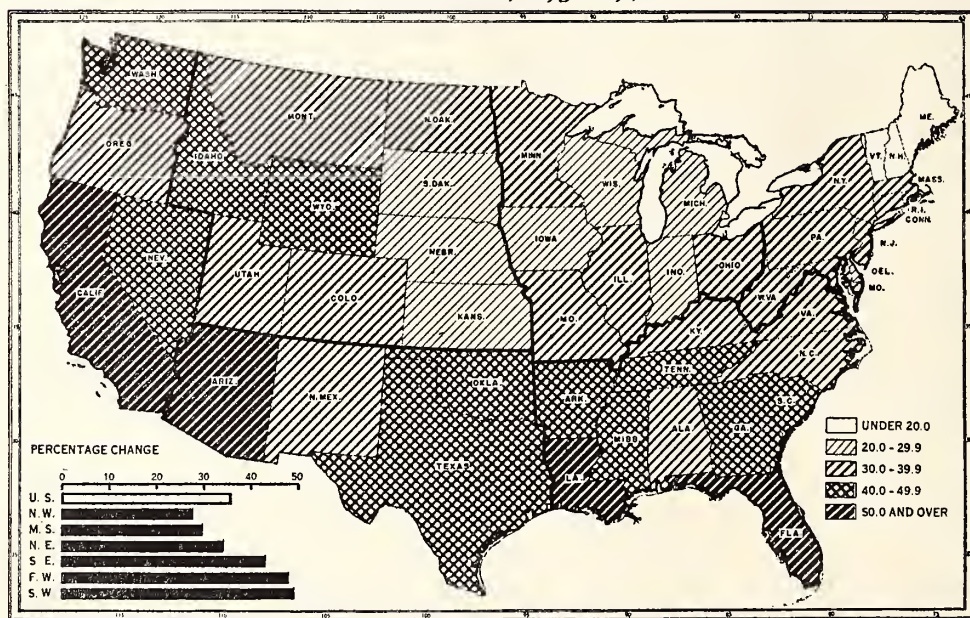 WASH.
MONT.
N.DAK.
MINN
ME.
OREG
IDAHO
S.DAK.
WIS.
MICH.
N.Y.
VT.
N.H.
MASS.
R.I.
CONN.
WYO.
NEBR.
IOWA
PA.
N.J.
NEV.
UTAH
COLO.
KANS.
MO.
ILL.
IND.
OHIO
W.VA
VA.
DEL.
MD.
CALIF
KY.
N.C.
ARIZ.
N.MEX.
OKLA.
ARK.
TENN.
S.C.
TEXAS
LA.
MISS
ALA
GA.
FLA
UNDER 20.0
20.0 - 29.9
30.0 - 39.9
40.0 - 49.9
50.0 AND OVER
PERCENTAGE CHANGE
0 10 20 30 40 50
U. S.
N. W.
M. S.
N. E.
S E.
F. W.
S. W